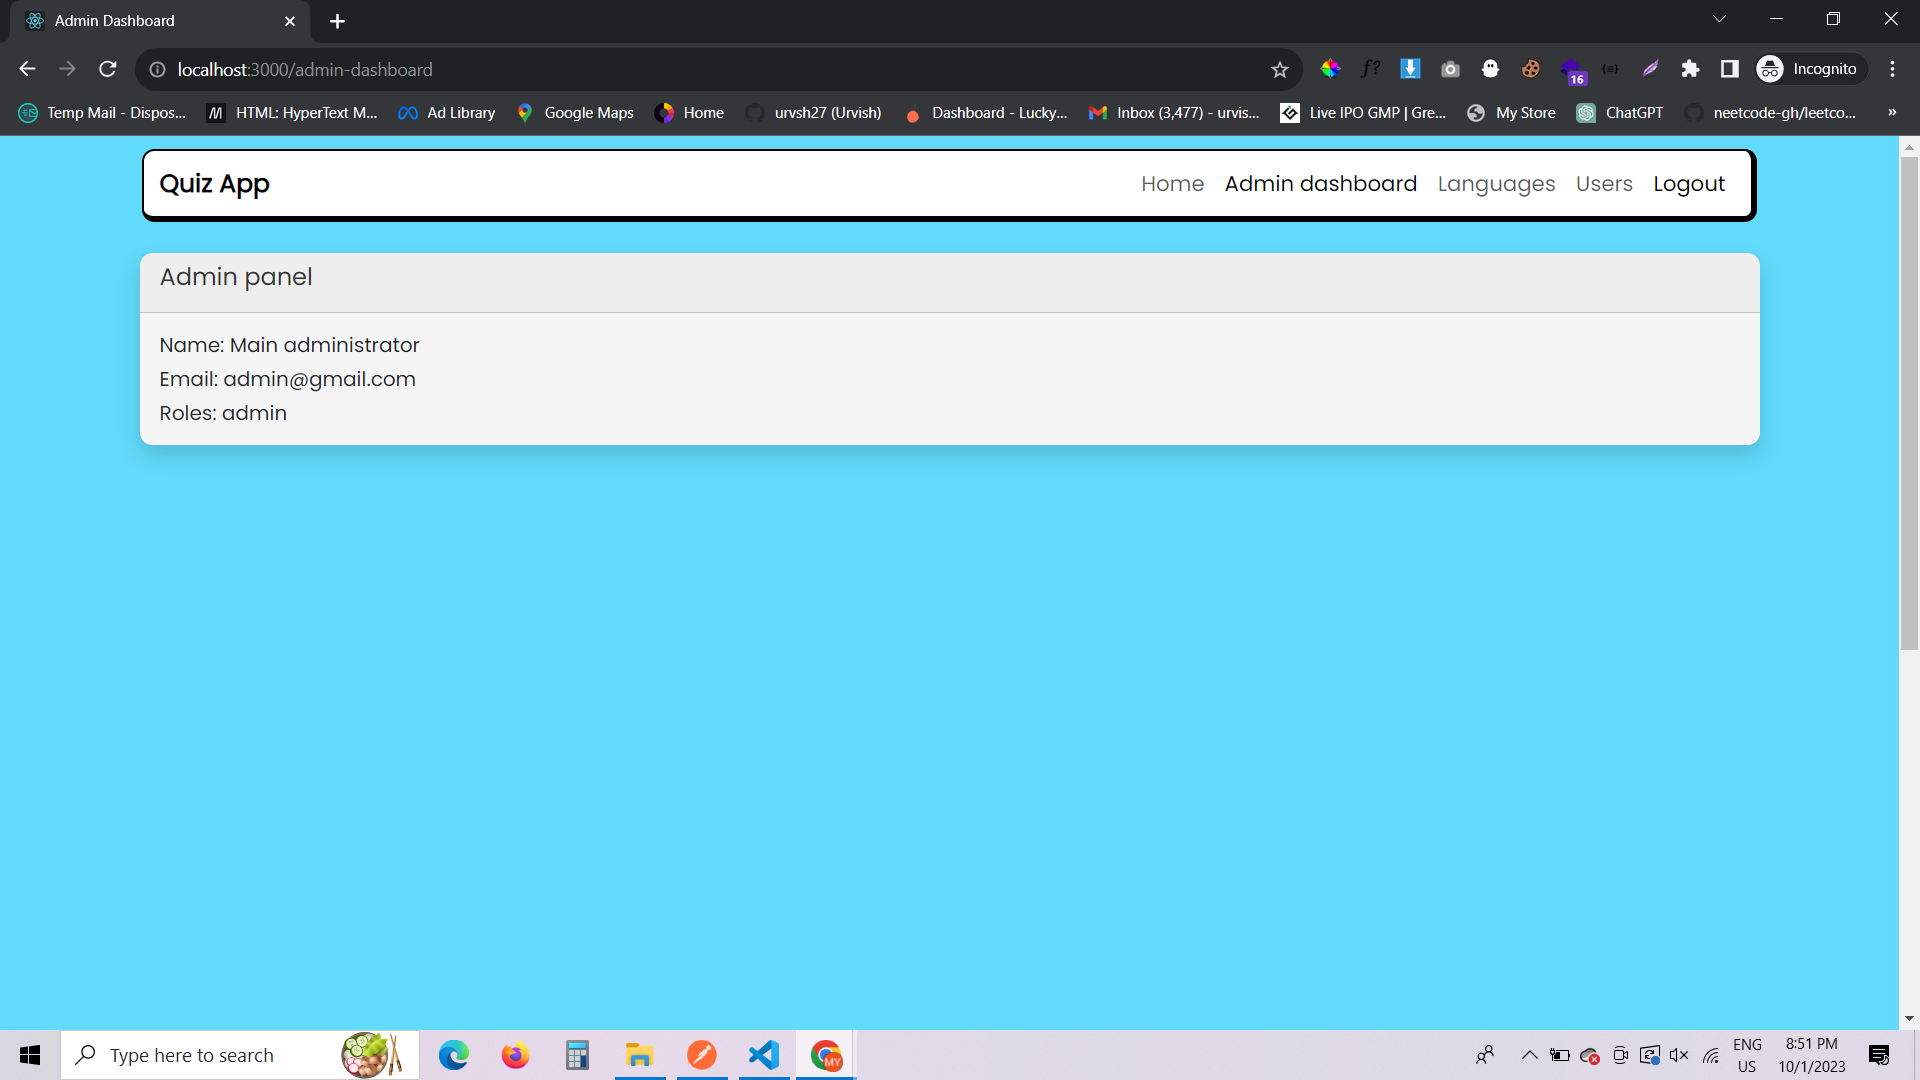 Admin Dashboard
localhost:3000/admin-dashboard
f?
16
{=}
Incognito
Temp Mail - Dispos...
M
HTML: HyperText M...
Ad Library
Google Maps
Home
urvsh27 (Urvish)
Dashboard - Lucky...
Inbox (3,477) - urvis...
Live IPO GMP | Gre...
My Store
ChatGPT
neetcode-gh/leetco...
»
Quiz App
Home
Admin dashboard
Languages
Users
Logout
Admin panel
Name: Main administrator
Email: admin@gmail.com
Roles: admin
Type here to search
MY
ENG
US
8:51 PM
10/1/2023
3